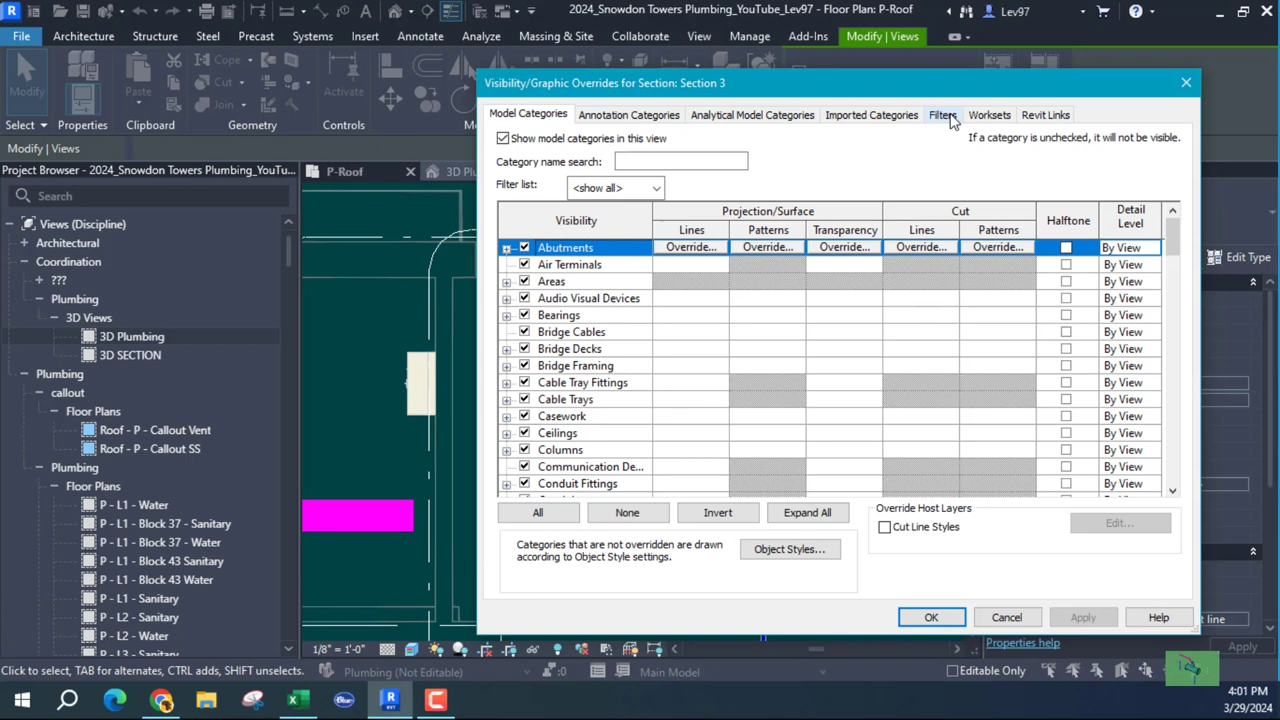 2024_Snowdon Towers Plumbing_YouTube_Lev97 - Floor Plan: P-Roof
Lev97
File Architecture Structure Steel Precast Systems Insert Annotate Analyze Massing & Site Collaborate View Manage Add-Ins Modify | Views
Modify
Paste
Cope
Cut
Join
Activate
Select Properties Clipboard Geometry Controls
Modify | Views
Project Browser - 2024_Snowdon Towers Plumbing_YouTu...
Search
Views (Discipline)
Architectural
Coordination
???
Plumbing
3D Views
3D Plumbing
3D SECTION
Plumbing
callout
Floor Plans
Roof - P - Callout Vent
Roof - P - Callout SS
Plumbing
Floor Plans
P - L1 - Water
P - L1 - Block 37 - Sanitary
P - L1 - Block 37 - Water
P - L1 - Block 43 Sanitary
P - L1 - Block 43 Water
P - L1 - Sanitary
P - L2 - Sanitary
P - L2 - Water
P-Roof
Visibility/Graphic Overrides for Section: Section 3
Model Categories Annotation Categories Analytical Model Categories Imported Categories Filters Worksets Revit Links
Show model categories in this view
If a category is unchecked, it will not be visible.
Category name search:
Filter list: <show all>
Visibility Projection/Surface Cut Halftone Detail Level
Lines Patterns Transparency Lines Patterns
Abutments Override... Override... Override... Override... Override... By View
Air Terminals By View
Areas By View
Audio Visual Devices By View
Bearings By View
Bridge Cables By View
Bridge Decks By View
Bridge Framing By View
Cable Tray Fittings By View
Cable Trays By View
Casework By View
Ceilings By View
Columns By View
Communication De... By View
Conduit Fittings By View
All None Invert Expand All
Override Host Layers
Cut Line Styles
Edit...
Categories that are not overridden are drawn
according to Object Style settings.
Object Styles...
OK Cancel Apply Help
Edit Type
Properties help Apply
1/8" = 1'-0"
Click to select, TAB for alternates, CTRL adds, SHIFT unselects.
Plumbing (Not Editable)
:0
Main Model
Editable Only
4:01 PM
3/29/2024